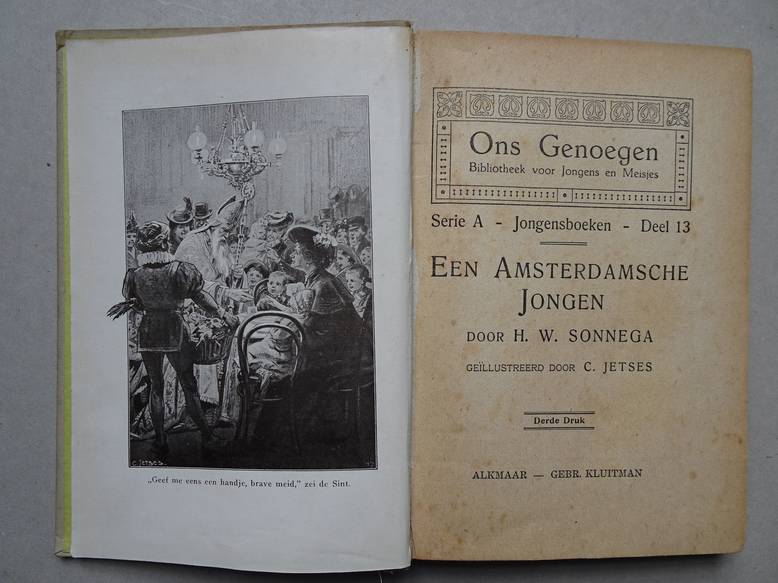 C. Jetses.
„Geef me eens een handje, brave meid,” zei de Sint.
Ons Genoegen
Bibliotheek voor Jongens en Meisjes
Serie A - Jongensboeken - Deel 13
EEN AMSTERDAMSCHE
JONGEN
DOOR H. W. SONNEGA
GEÏLLUSTREERD DOOR C. JETSES
Derde Druk
ALKMAAR — GEBR. KLUITMAN